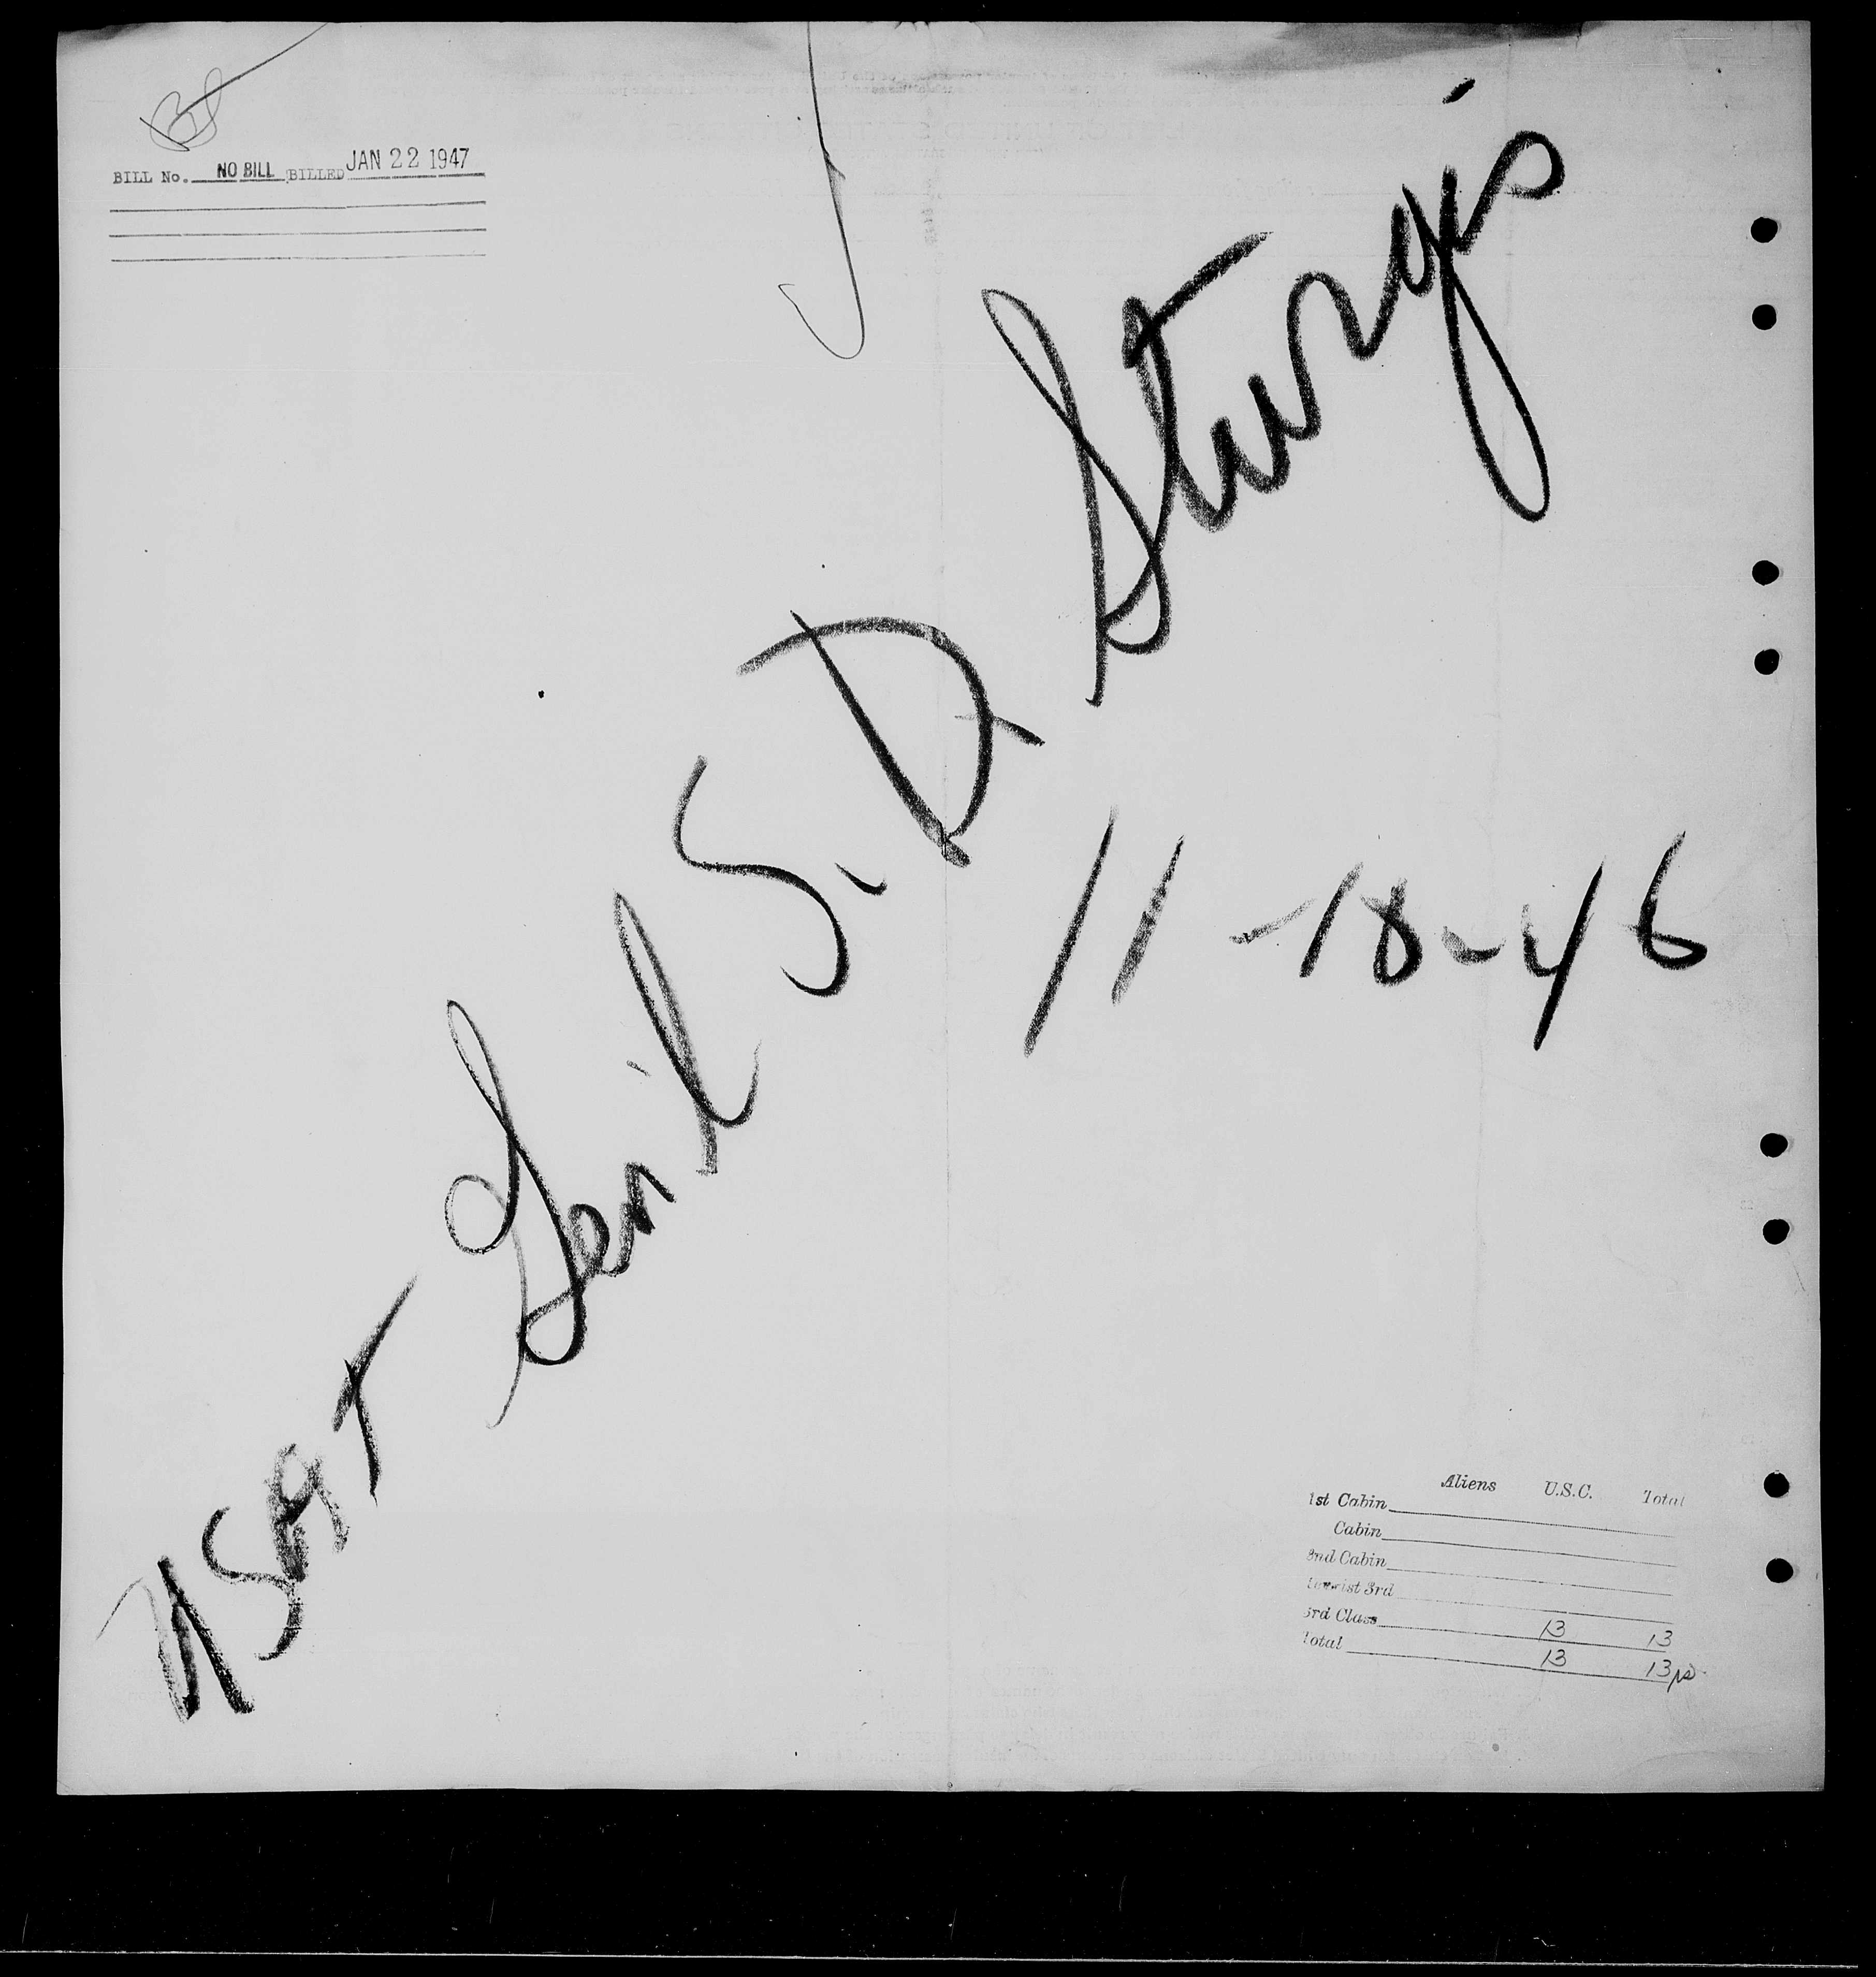 BILL No. NO BILL BILLED JAN 22 1947
USAT Gen'l S. D. Sturgis
11-18-46
Aliens U.S.C. Total
1st Cabin
Cabin
2nd Cabin
Tourist 3rd
3rd Class 13 13
Total 13 13